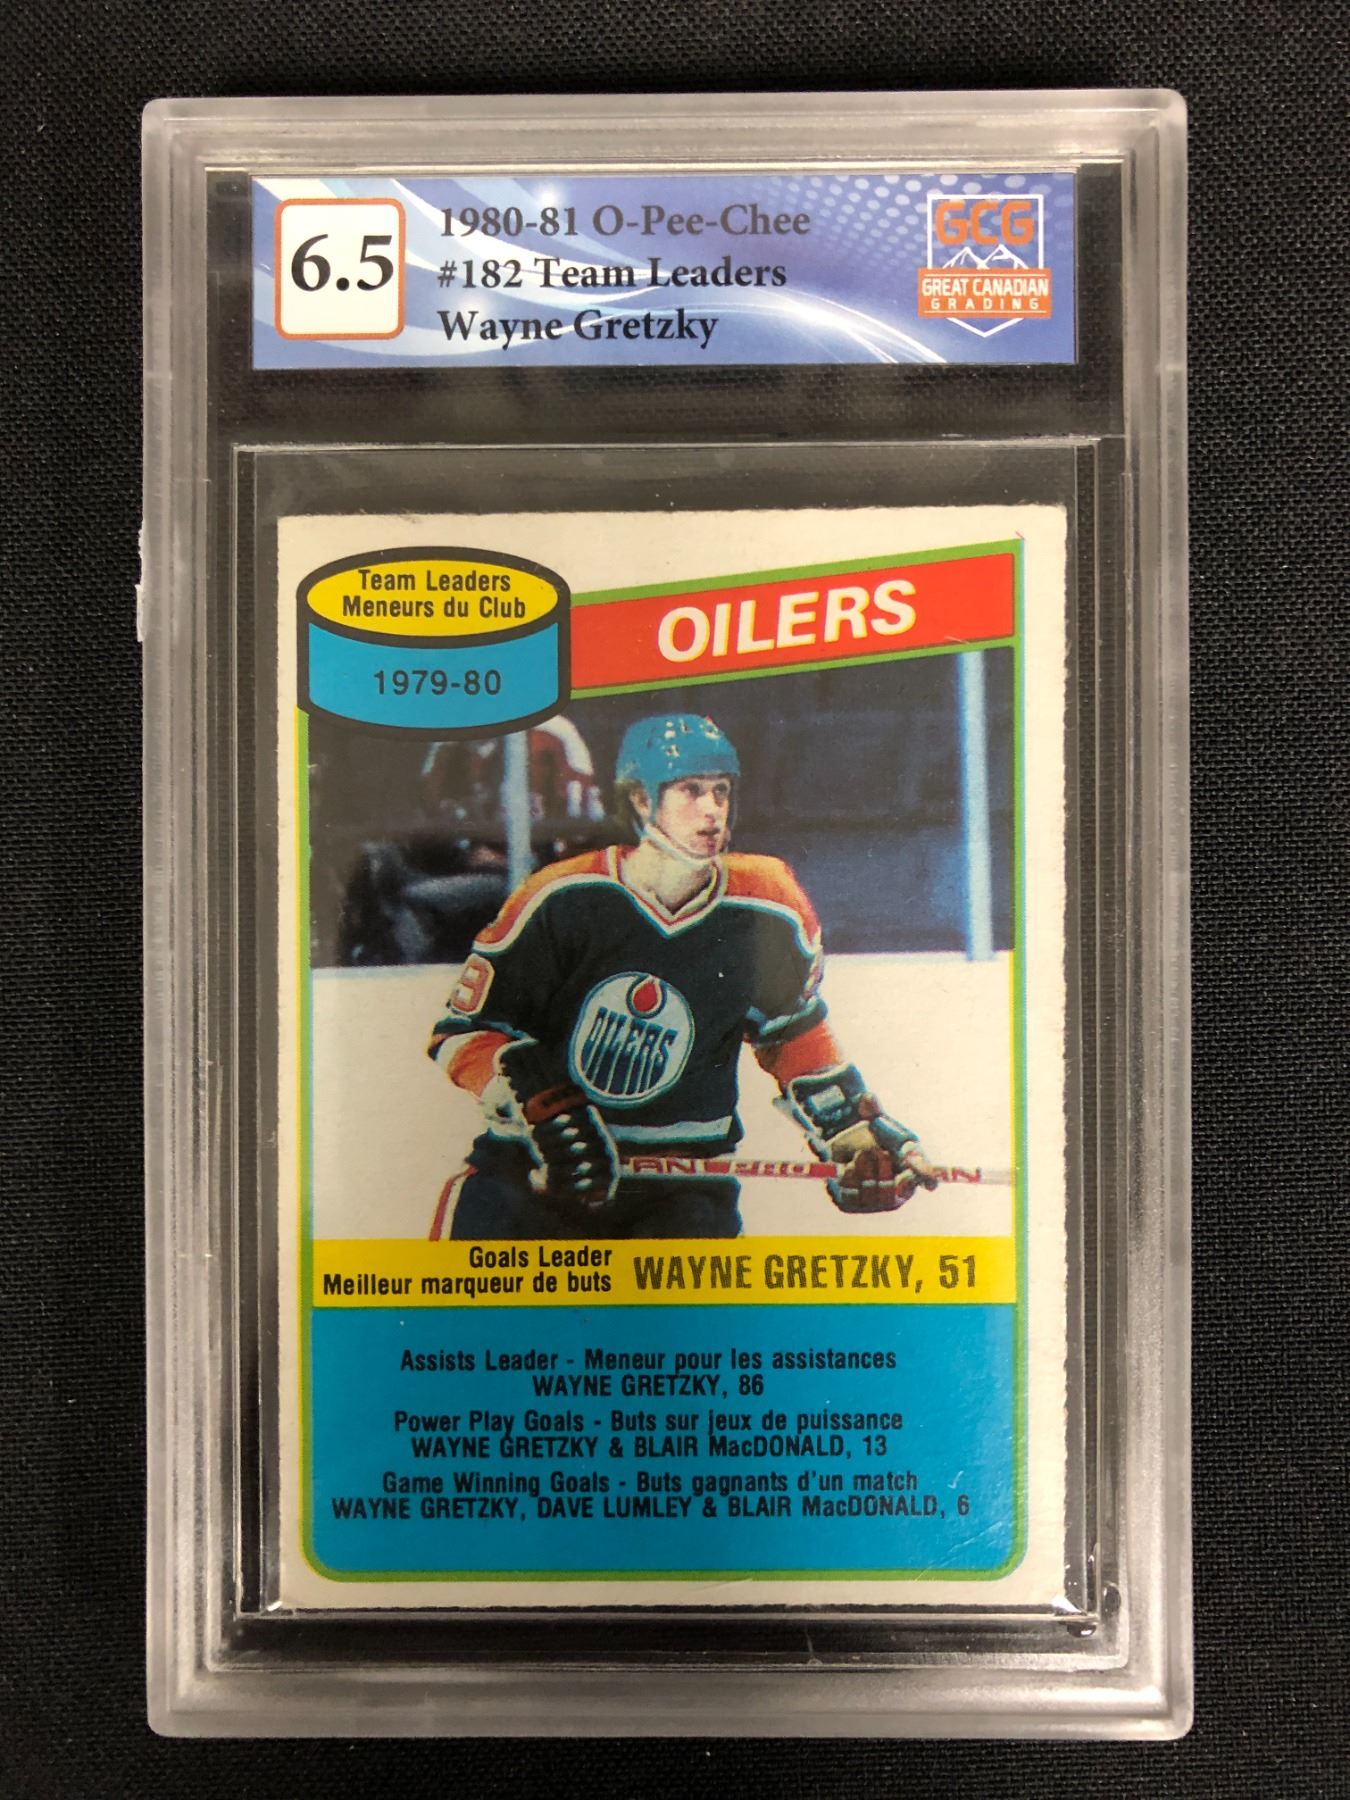 6.5
1980-81 O-Pee-Chee
#182 Team Leaders
Wayne Gretzky
GCG
GREAT CANADIAN
GRADING
Team Leaders
Meneurs du Club
1979-80
OILERS
9
OILERS
AN
AN
Goals Leader
Meilleur marqueur de buts
WAYNE GRETZKY, 51
Assists Leader - Meneur pour les assistances
WAYNE GRETZKY, 86
Power Play Goals - Buts sur jeux de puissance
WAYNE GRETZKY & BLAIR MacDONALD, 13
Game Winning Goals - Buts gagnants d'un match
WAYNE GRETZKY, DAVE LUMLEY & BLAIR MacDONALD, 6